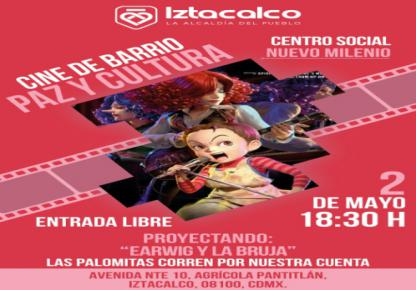 Iztacalco
LA ALCALDÍA DEL PUEBLO
CINE DE BARRIO
PAZ Y CULTURA
CENTRO SOCIAL
NUEVO MILENIO
2
DE MAYO
18:30 H
ENTRADA LIBRE
PROYECTANDO:
"EARWIG Y LA BRUJA"
LAS PALOMITAS CORREN POR NUESTRA CUENTA
AVENIDA NTE 10, AGRÍCOLA PANTITLÁN,
IZTACALCO, 08100, CDMX.